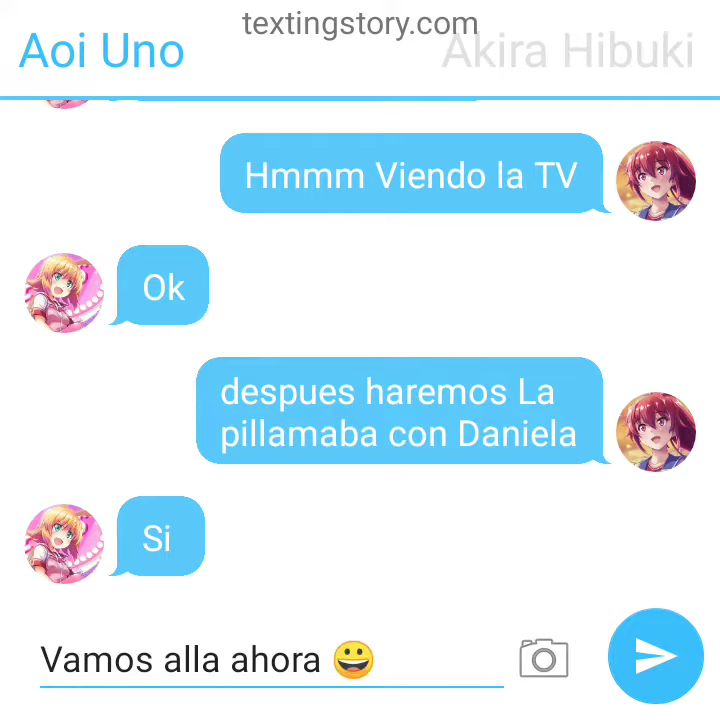 textingstory.com
Aoi Uno
Akira Hibuki
Hmmm Viendo la TV
Ok
despues haremos La
pillamaba con Daniela
Si
Vamos alla ahora 😀